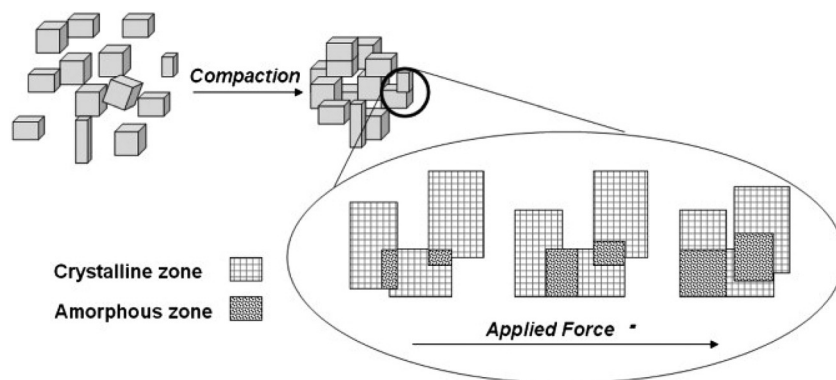 Compaction
Crystalline zone
Amorphous zone
Applied Force